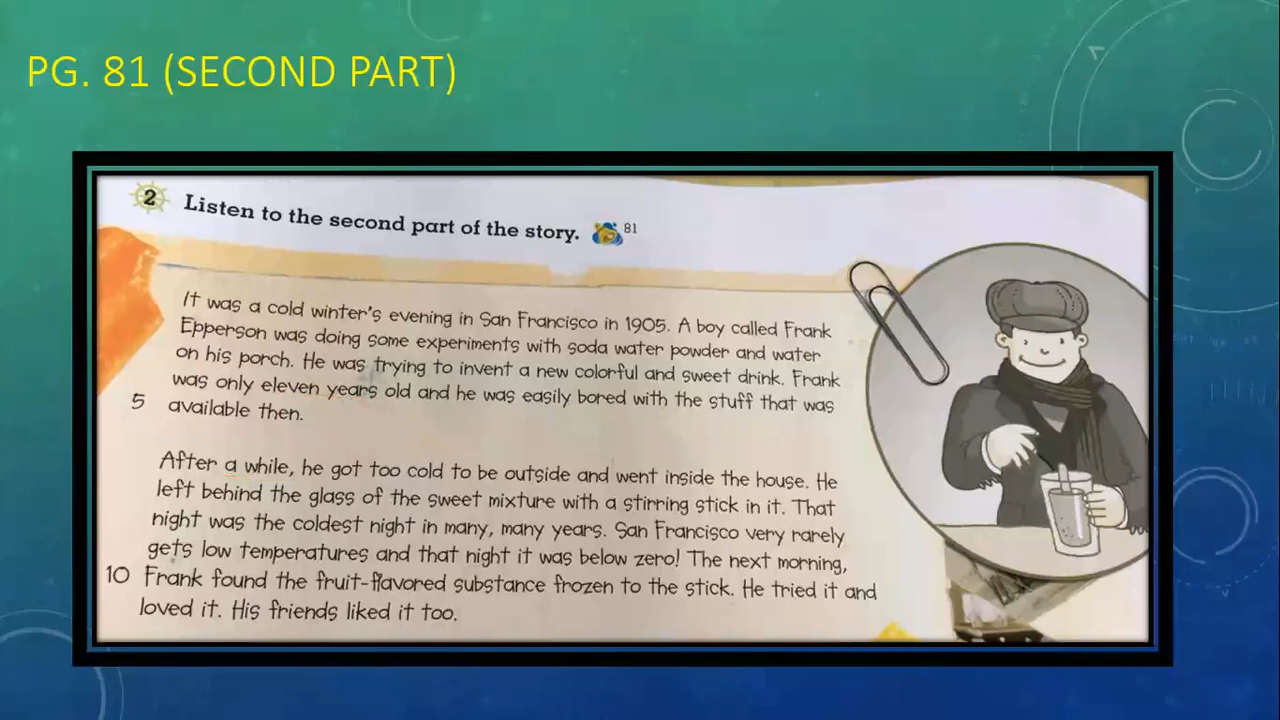 PG. 81 (SECOND PART)
2 Listen to the second part of the story. 81
It was a cold winter's evening in San Francisco in 1905. A boy called Frank
Epperson was doing some experiments with soda water powder and water
on his porch. He was trying to invent a new colorful and sweet drink. Frank
was only eleven years old and he was easily bored with the stuff that was
5 available then.
After a while, he got too cold to be outside and went inside the house. He
left behind the glass of the sweet mixture with a stirring stick in it. That
night was the coldest night in many, many years. San Francisco very rarely
gets low temperatures and that night it was below zero! The next morning,
10 Frank found the fruit-flavored substance frozen to the stick. He tried it and
loved it. His friends liked it too.